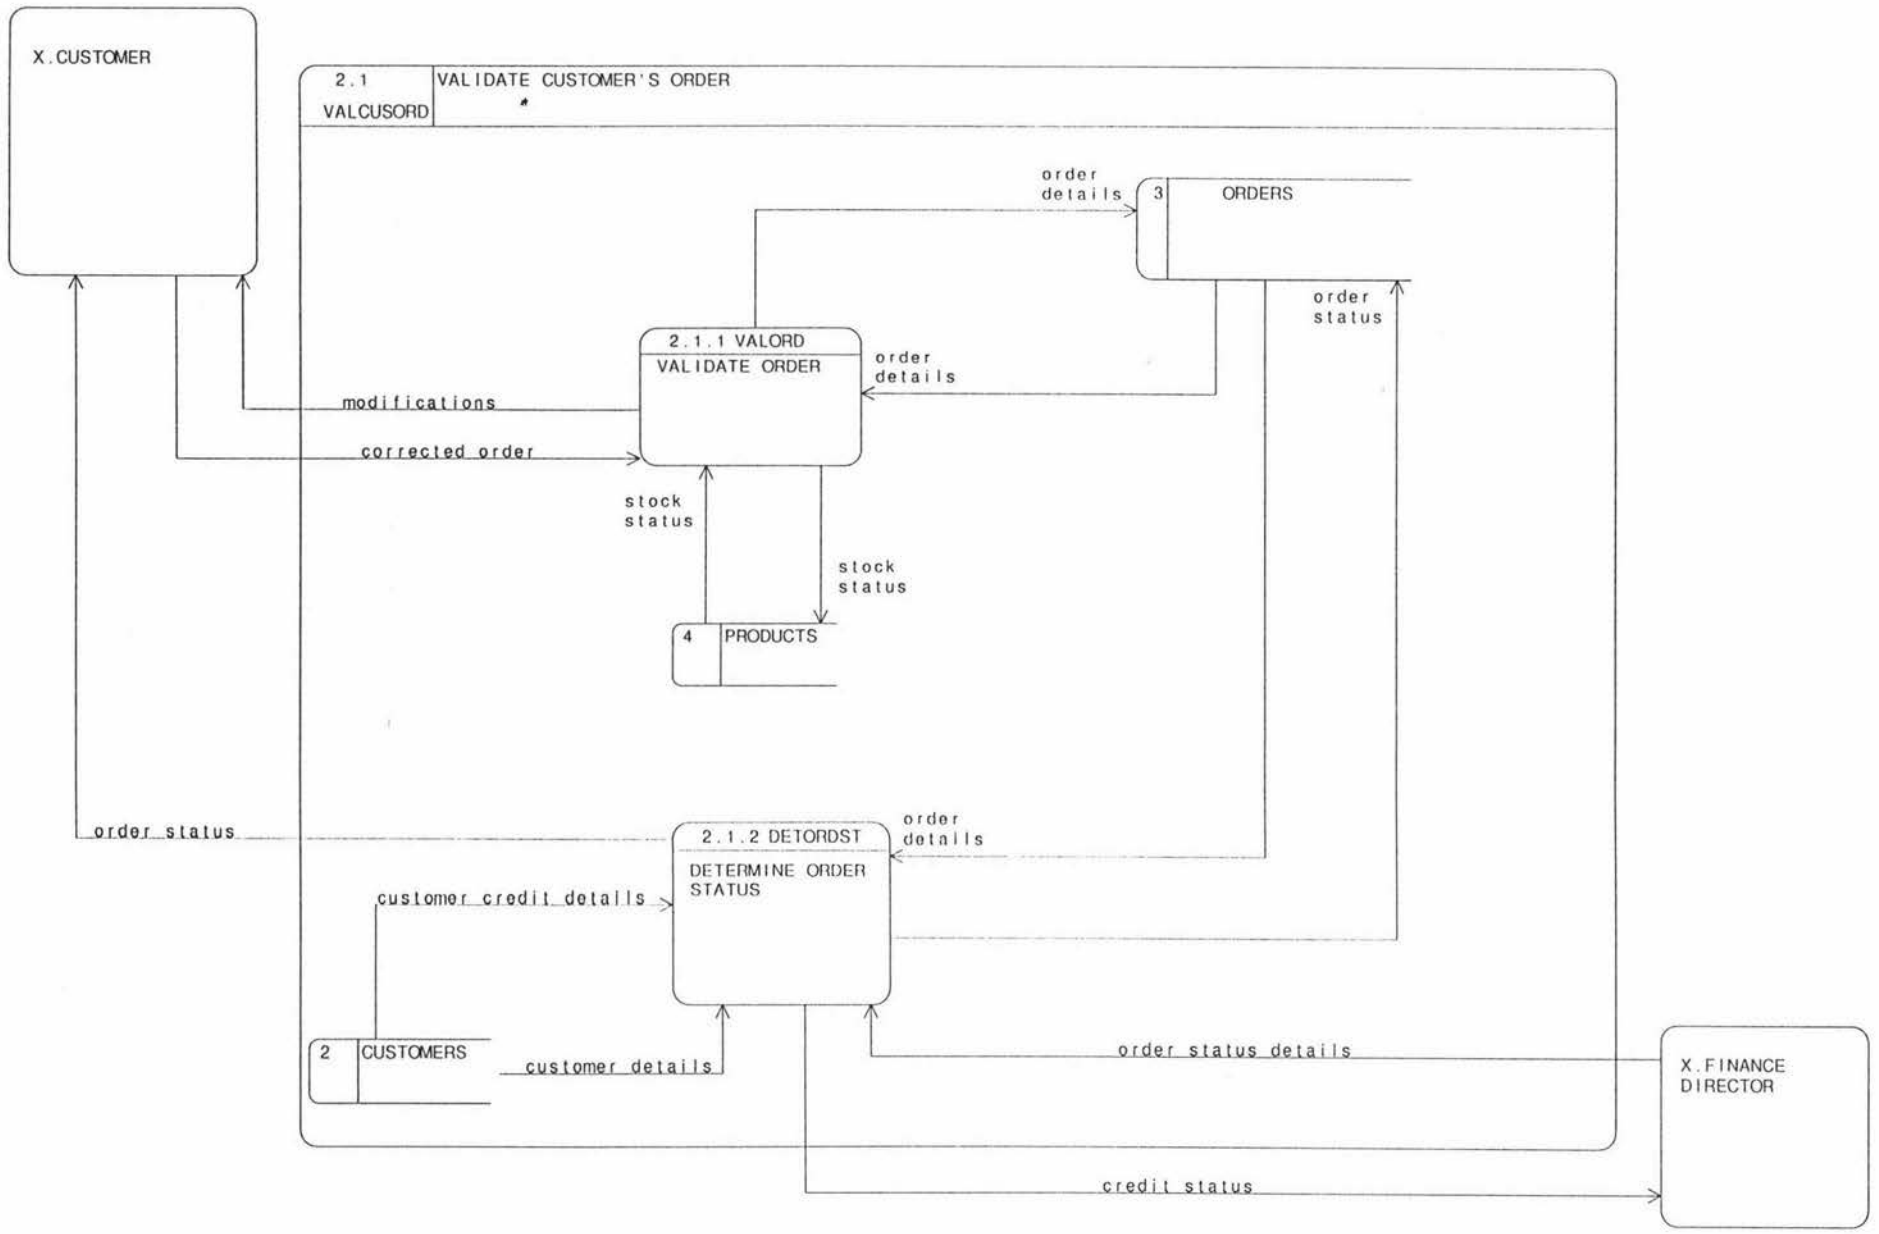 X.CUSTOMER
2.1
VALCUSORD
VALIDATE CUSTOMER'S ORDER
*
order
details
3
ORDERS
order
status
2.1.1 VALORD
VALIDATE ORDER
order
details
modifications
corrected order
stock
status
stock
status
4
PRODUCTS
order status
2.1.2 DETORDST
DETERMINE ORDER
STATUS
order
details
customer credit details
2
CUSTOMERS
customer details
order status details
X.FINANCE
DIRECTOR
credit status